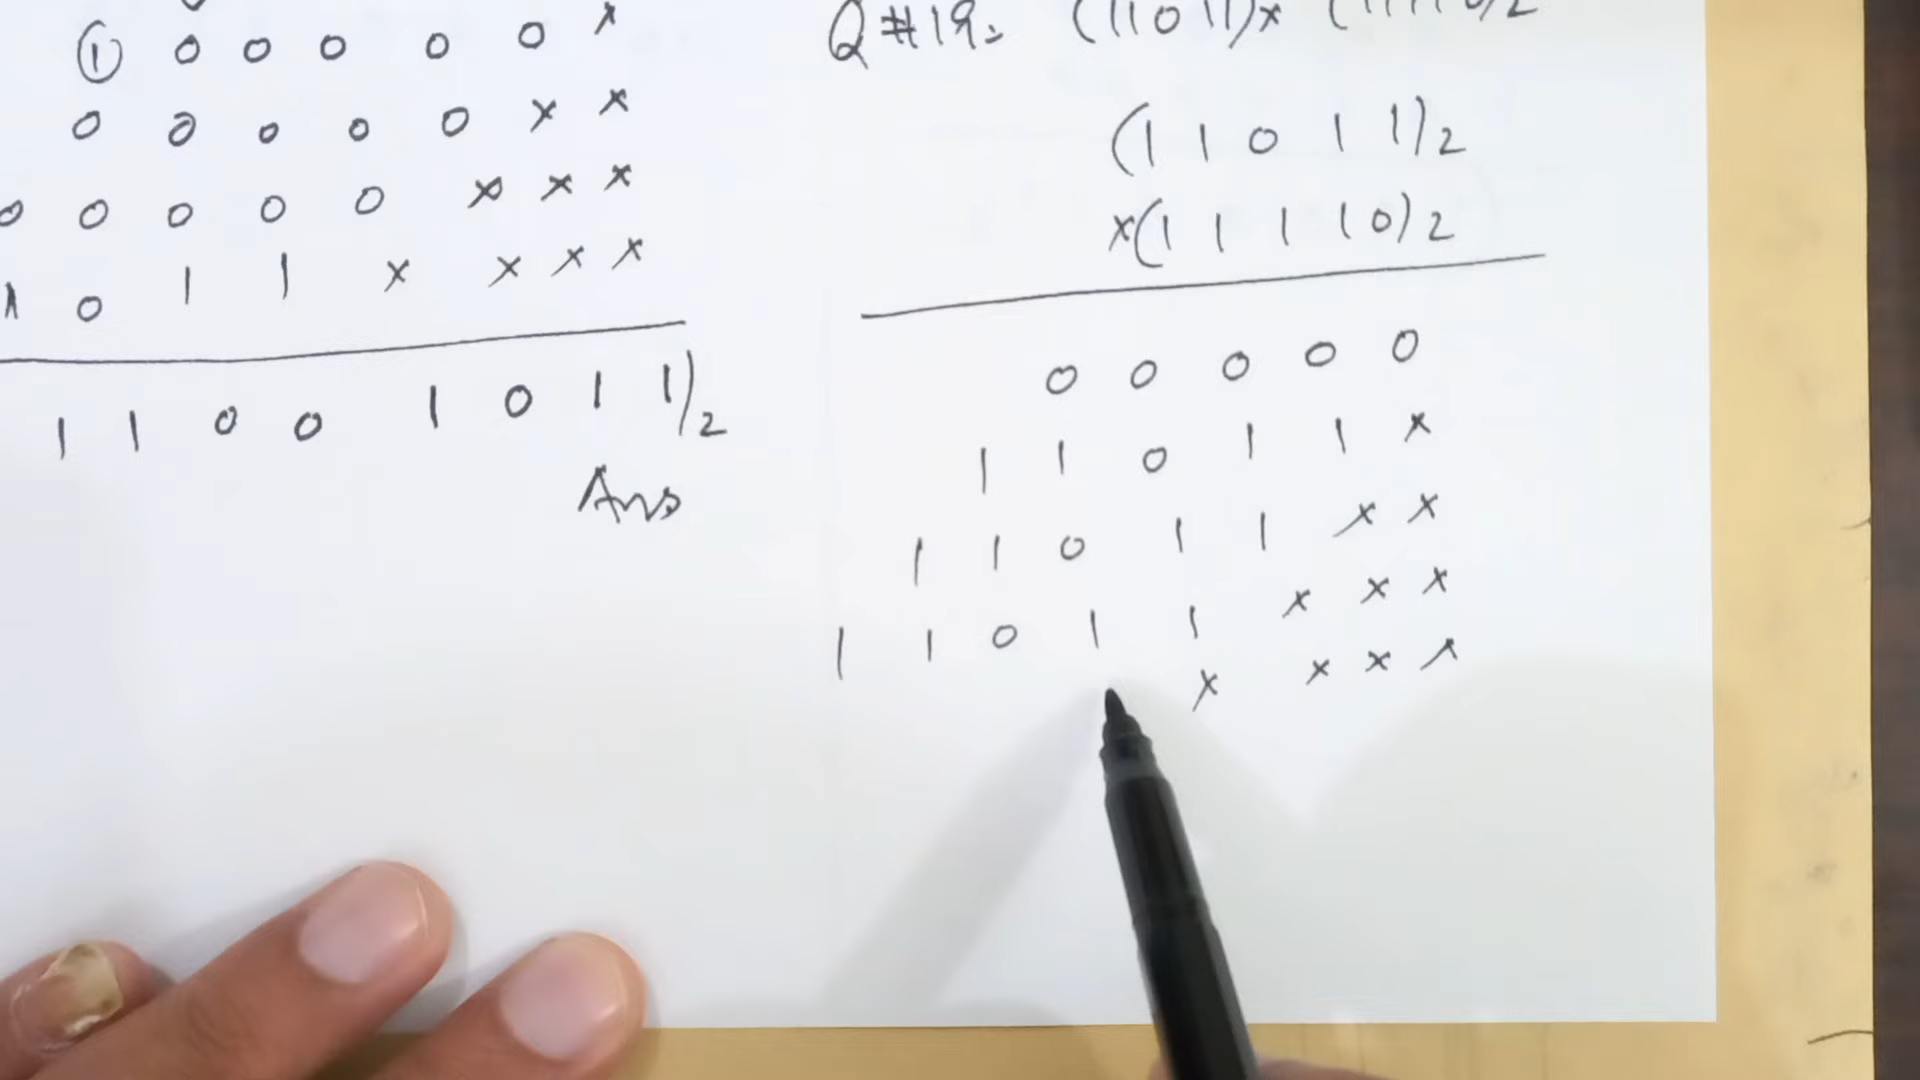 ① 0 0 0 0 0 x
0 0 0 0 0 x x
0 0 0 0 0 x x x
1 0 1 1 x x x x
1 1 0 0 1 0 1 1)2
Ans
Q #19. (11011)x (11110)2
(1 1 0 1 1)2
x(1 1 1 1 0)2
0 0 0 0 0
1 1 0 1 1 x
1 1 0 1 1 x x
1 1 0 1 1 x x x
x x x x